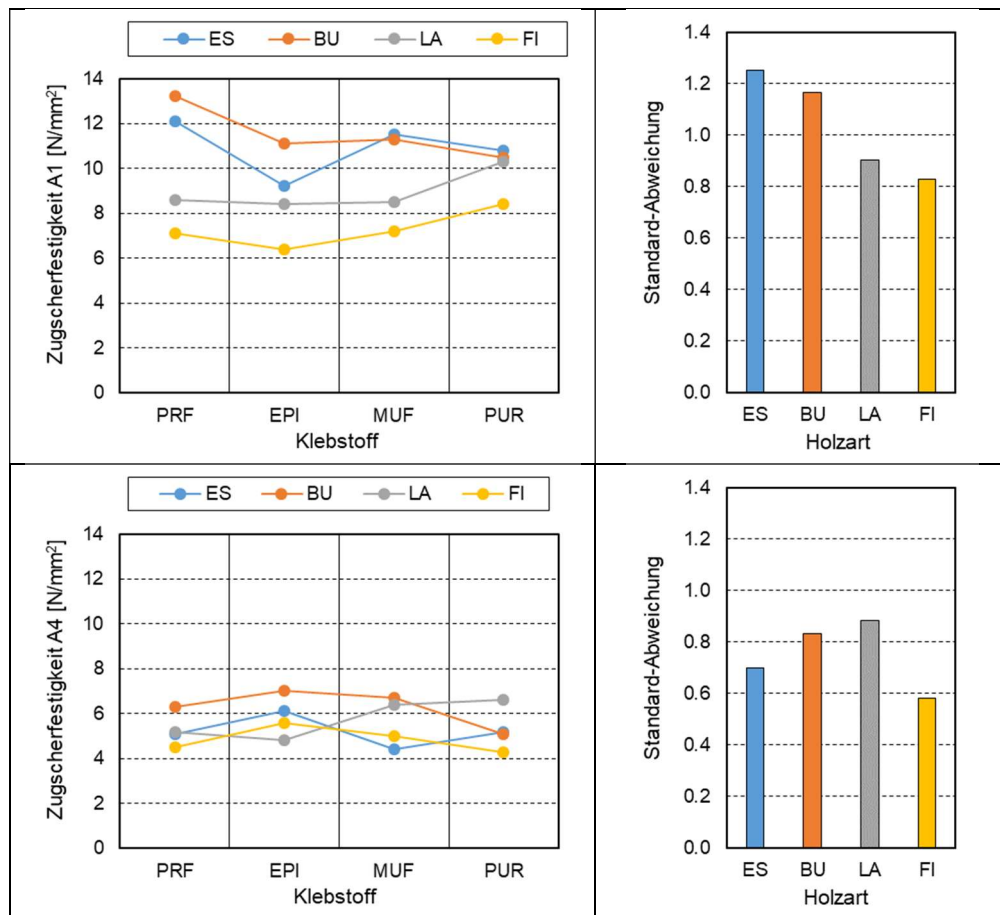 ES BU LA FI
Zugscherfestigkeit A1 [N/mm²]
14
12
10
8
6
4
2
0
PRF EPI MUF PUR
Klebstoff
Standard-Abweichung
1.4
1.2
1.0
0.8
0.6
0.4
0.2
0.0
ES BU LA FI
Holzart
ES BU LA FI
Zugscherfestigkeit A4 [N/mm²]
14
12
10
8
6
4
2
0
PRF EPI MUF PUR
Klebstoff
Standard-Abweichung
1.4
1.2
1.0
0.8
0.6
0.4
0.2
0.0
ES BU LA FI
Holzart